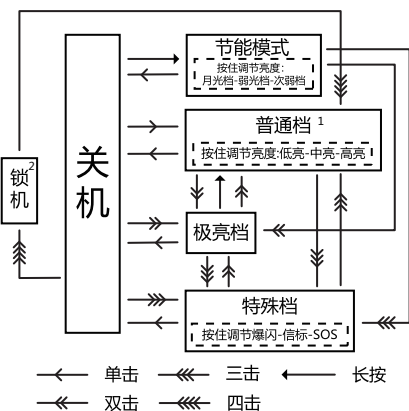 节能模式
按住调节亮度:
月光档-弱光档-次弱档
普通档 1
按住调节亮度:低亮-中亮-高亮
关
机
锁 2
机
极亮档
特殊档
按住调节爆闪-信标-SOS
单击 三击 长按
双击 四击